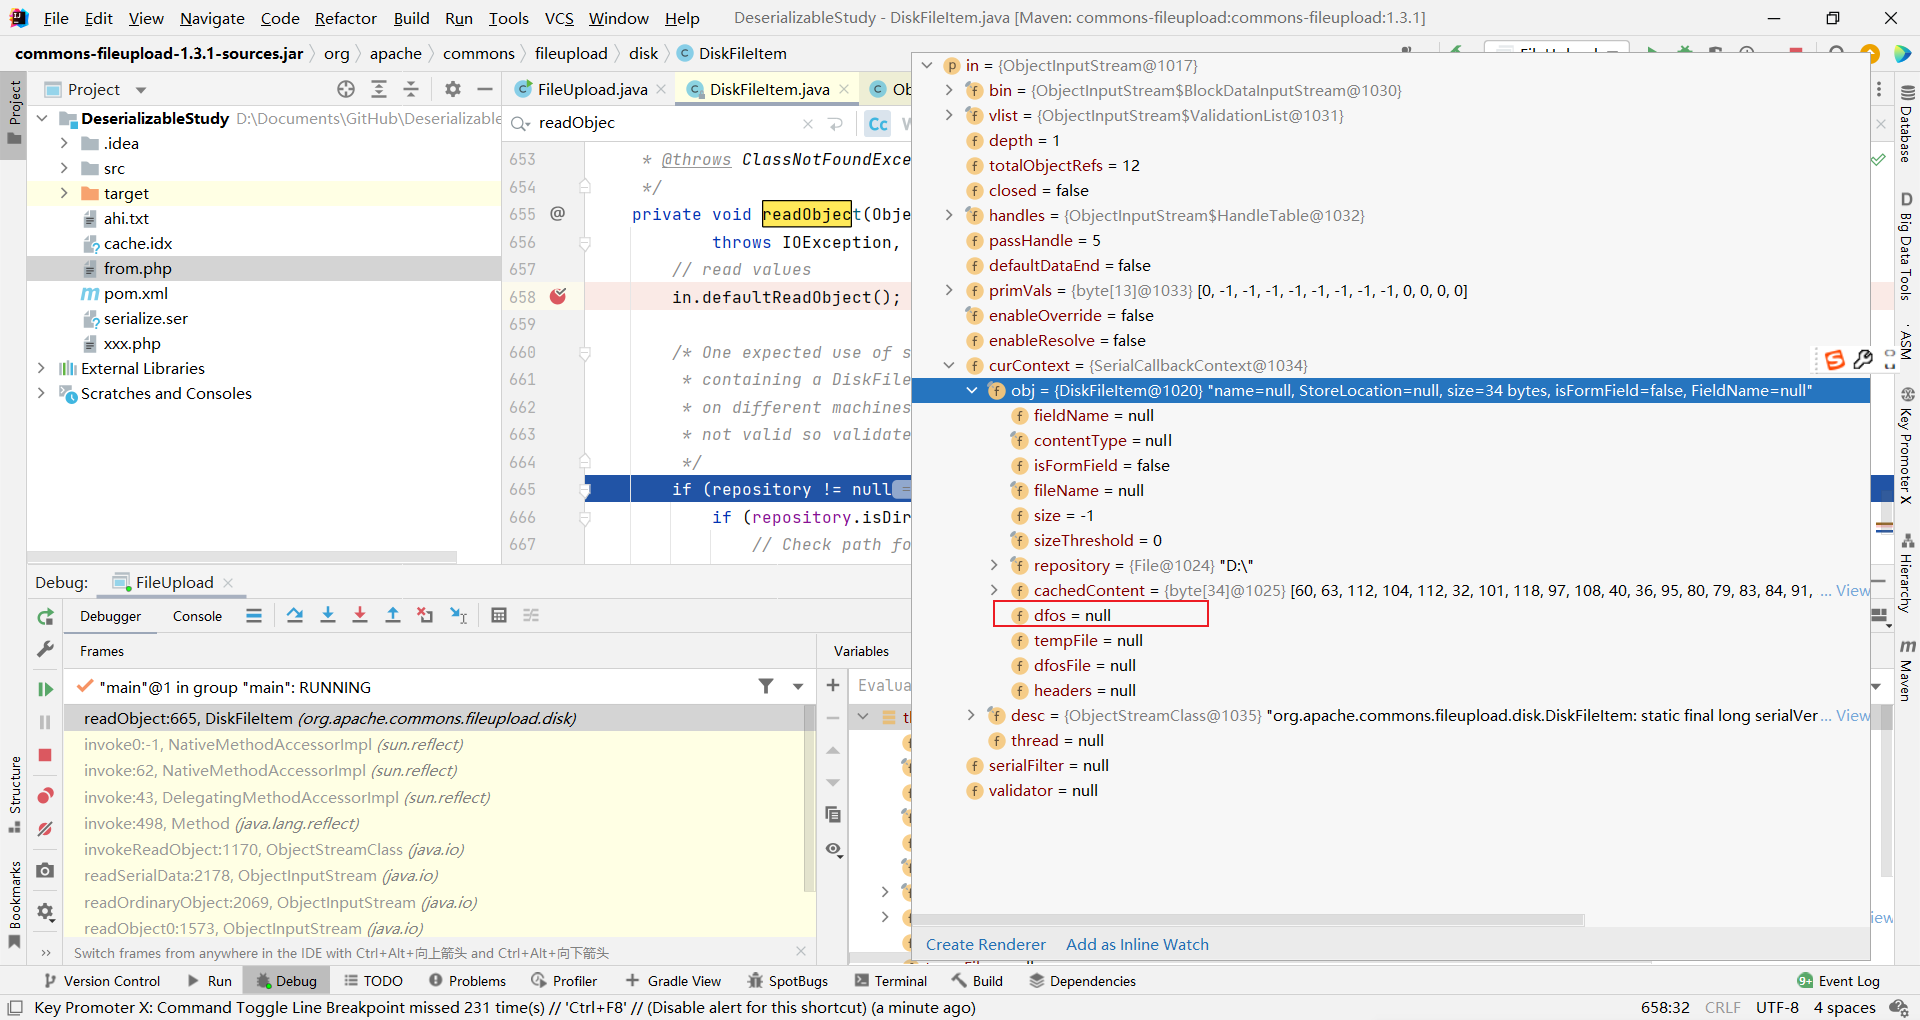 File Edit View Navigate Code Refactor Build Run Tools VCS Window Help DeserializableStudy - DiskFileItem.java [Maven: commons-fileupload:commons-fileupload:1.3.1]
commons-fileupload-1.3.1-sources.jar org apache commons fileupload disk DiskFileItem
Project
FileUpload.java DiskFileItem.java Ob
DeserializableStudy D:\Documents\GitHub\Deserializable
.idea
src
target
ahi.txt
cache.idx
from.php
pom.xml
serialize.ser
xxx.php
External Libraries
Scratches and Consoles
readObjec Cc W
653 * @throws ClassNotFoundExce
654 */
655 @ private void readObject(Obje
656 throws IOException,
657 // read values
658 in.defaultReadObject();
659
660 /* One expected use of s
661 * containing a DiskFile
662 * on different machines
663 * not valid so validate
664 */
665 if (repository != null =
666 if (repository.isDir
667 // Check path fo
in = {ObjectInputStream@1017}
bin = {ObjectInputStream$BlockDataInputStream@1030}
vlist = {ObjectInputStream$ValidationList@1031}
depth = 1
totalObjectRefs = 12
closed = false
handles = {ObjectInputStream$HandleTable@1032}
passHandle = 5
defaultDataEnd = false
primVals = {byte[13]@1033} [0, -1, -1, -1, -1, -1, -1, -1, -1, 0, 0, 0, 0]
enableOverride = false
enableResolve = false
curContext = {SerialCallbackContext@1034}
obj = {DiskFileItem@1020} "name=null, StoreLocation=null, size=34 bytes, isFormField=false, FieldName=null"
fieldName = null
contentType = null
isFormField = false
fileName = null
size = -1
sizeThreshold = 0
repository = {File@1024} "D:\"
cachedContent = {byte[34]@1025} [60, 63, 112, 104, 112, 32, 101, 118, 97, 108, 40, 36, 95, 80, 79, 83, 84, 91, ... View
dfos = null
tempFile = null
dfosFile = null
headers = null
desc = {ObjectStreamClass@1035} "org.apache.commons.fileupload.disk.DiskFileItem: static final long serialVer ... View
thread = null
serialFilter = null
validator = null
Create Renderer Add as Inline Watch
Debug: FileUpload
Debugger Console
Frames Variables
"main"@1 in group "main": RUNNING Evalua
readObject:665, DiskFileItem (org.apache.commons.fileupload.disk)
invoke0:-1, NativeMethodAccessorImpl (sun.reflect)
invoke:62, NativeMethodAccessorImpl (sun.reflect)
invoke:43, DelegatingMethodAccessorImpl (sun.reflect)
invoke:498, Method (java.lang.reflect)
invokeReadObject:1170, ObjectStreamClass (java.io)
readSerialData:2178, ObjectInputStream (java.io)
readOrdinaryObject:2069, ObjectInputStream (java.io)
readObject0:1573, ObjectInputStream (java.io)
Switch frames from anywhere in the IDE with Ctrl+Alt+向上箭头 and Ctrl+Alt+向下箭头
Project
Structure
Bookmarks
Database
Big Data Tools
ASM
Key Promoter X
Hierarchy
Maven
Version Control Run Debug TODO Problems Profiler Gradle View SpotBugs Terminal Build Dependencies Event Log
Key Promoter X: Command Toggle Line Breakpoint missed 231 time(s) // 'Ctrl+F8' // (Disable alert for this shortcut) (a minute ago) 658:32 CRLF UTF-8 4 spaces